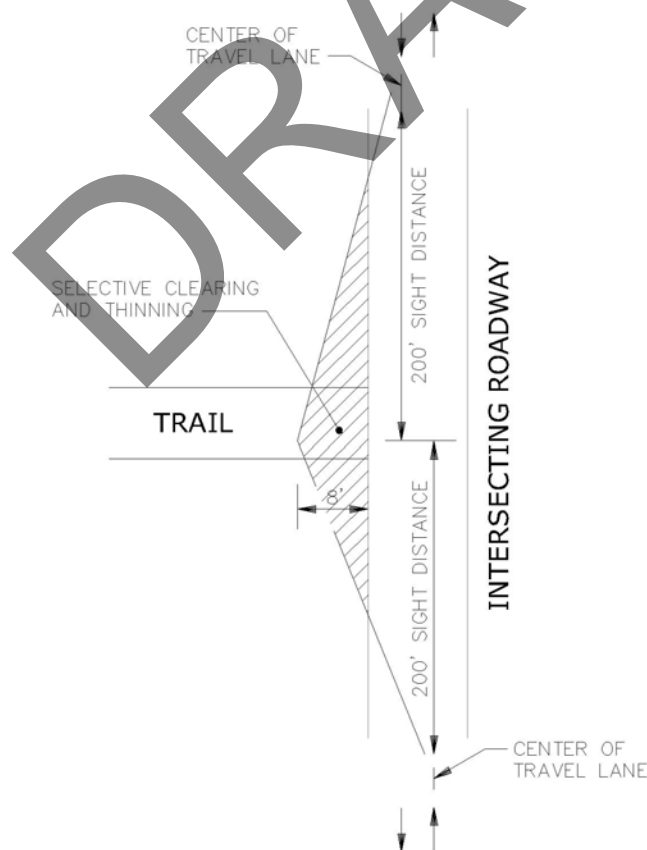 CENTER OF
TRAVEL LANE
DRA
200' SIGHT DISTANCE
SELECTIVE CLEARING
AND THINNING
INTERSECTING ROADWAY
TRAIL
8'
200' SIGHT DISTANCE
CENTER OF
TRAVEL LANE